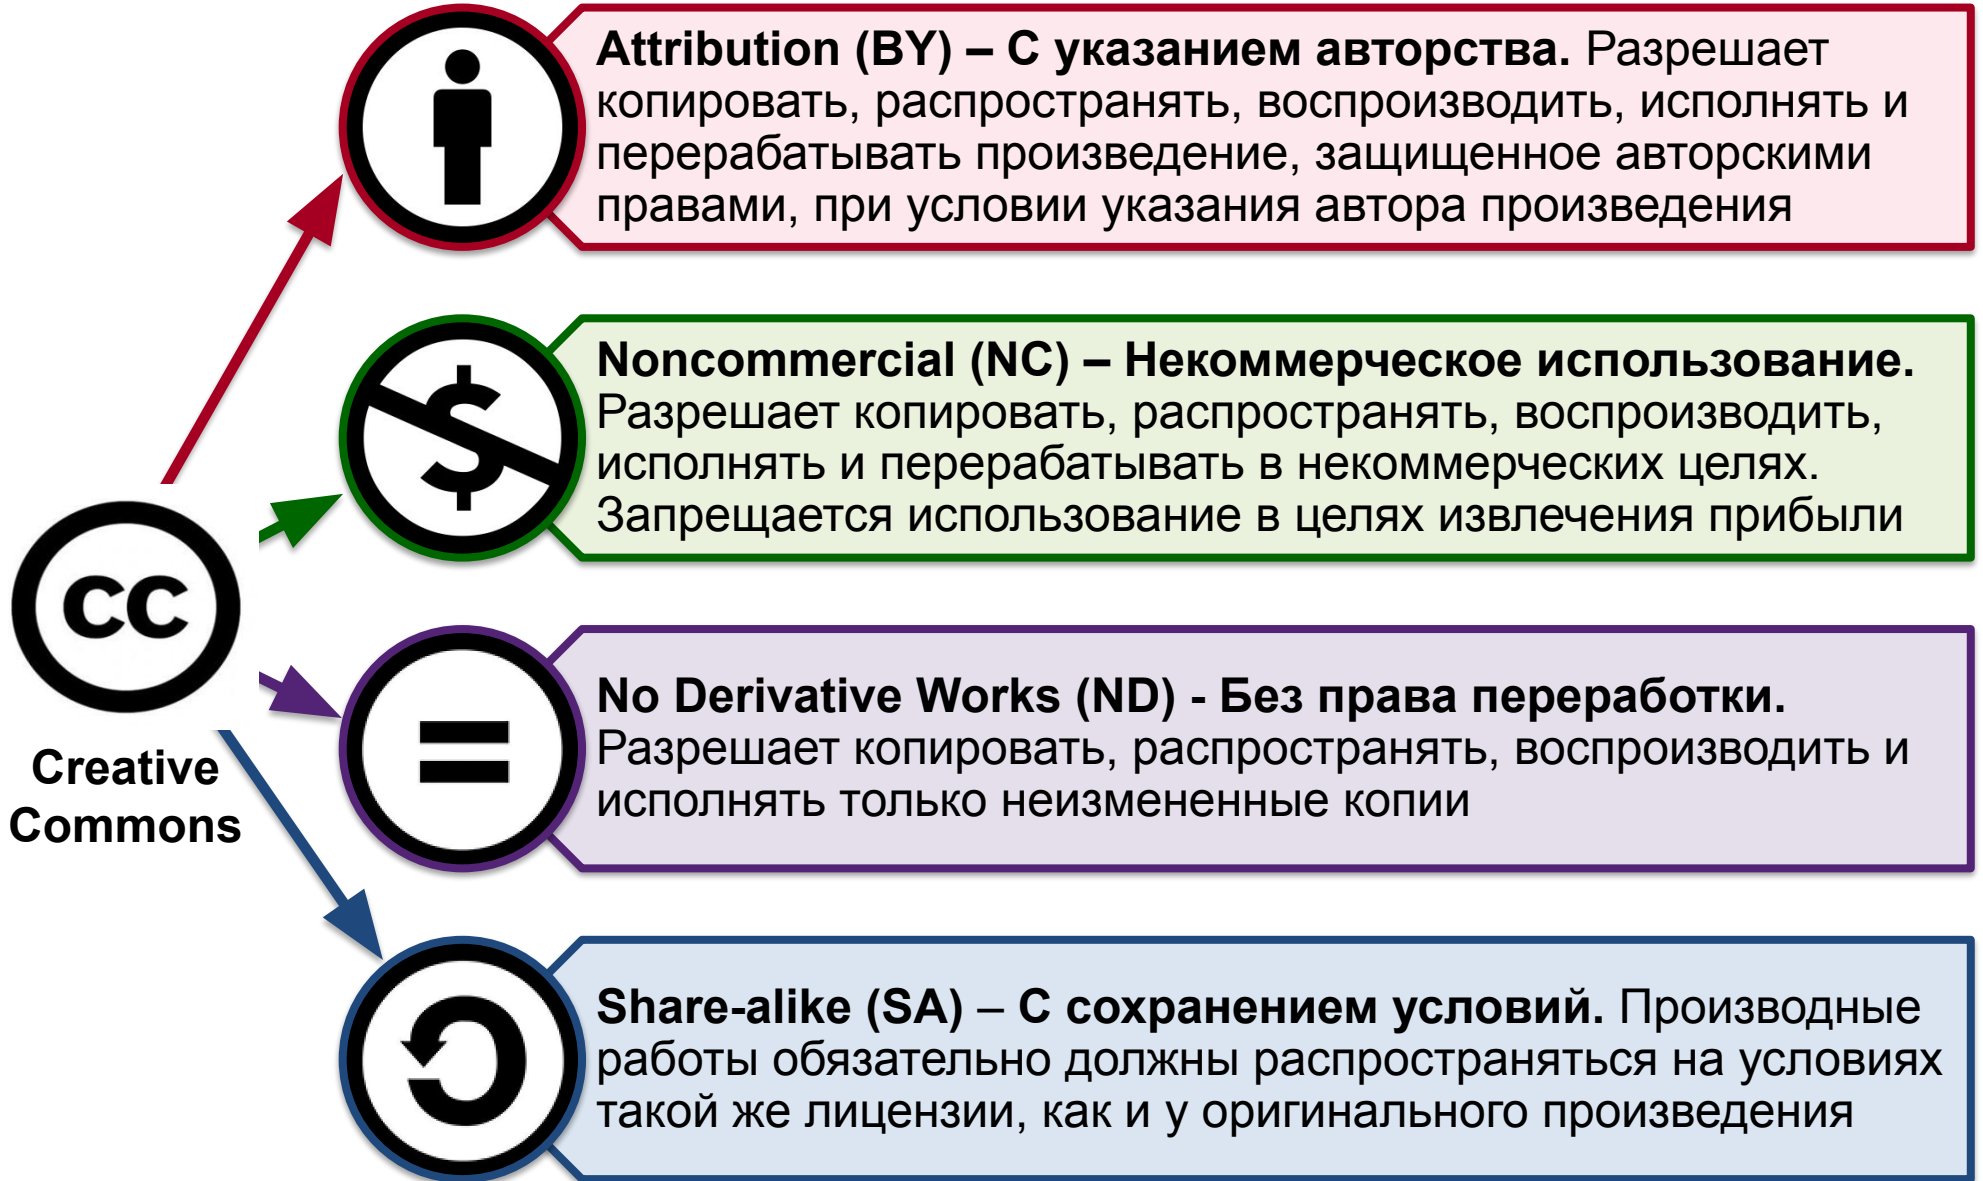 Attribution (BY) – С указанием авторства. Разрешает
копировать, распространять, воспроизводить, исполнять и
перерабатывать произведение, защищенное авторскими
правами, при условии указания автора произведения
$
Noncommercial (NC) – Некоммерческое использование.
Разрешает копировать, распространять, воспроизводить,
исполнять и перерабатывать в некоммерческих целях.
Запрещается использование в целях извлечения прибыли
cc
Creative
Commons
=
No Derivative Works (ND) - Без права переработки.
Разрешает копировать, распространять, воспроизводить и
исполнять только неизмененные копии
Share-alike (SA) – С сохранением условий. Производные
работы обязательно должны распространяться на условиях
такой же лицензии, как и у оригинального произведения